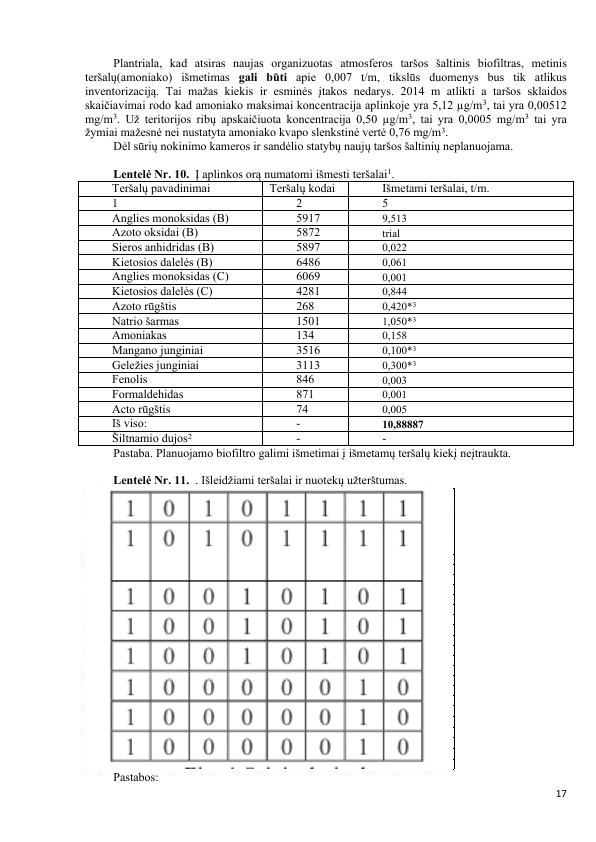 Plantriala, kad atsiras naujas organizuotas atmosferos taršos šaltinis biofiltras, metinis
teršalų(amoniako) išmetimas gali būti apie 0,007 t/m, tikslūs duomenys bus tik atlikus
inventorizaciją. Tai mažas kiekis ir esminės įtakos nedarys. 2014 m atlikti a taršos sklaidos
skaičiavimai rodo kad amoniako maksimai koncentracija aplinkoje yra 5,12 µg/m³, tai yra 0,00512
mg/m³. Už teritorijos ribų apskaičiuota koncentracija 0,50 µg/m³, tai yra 0,0005 mg/m³ tai yra
žymiai mažesnė nei nustatyta amoniako kvapo slenkstinė vertė 0,76 mg/m³.
Dėl sūrių nokinimo kameros ir sandėlio statybų naujų taršos šaltinių neplanuojama.
Lentelė Nr. 10. Į aplinkos orą numatomi išmesti teršalai¹.
Teršalų pavadinimai Teršalų kodai Išmetami teršalai, t/m.
1 2 5
Anglies monoksidas (B) 5917 9,513
Azoto oksidai (B) 5872 trial
Sieros anhidridas (B) 5897 0,022
Kietosios dalelės (B) 6486 0,061
Anglies monoksidas (C) 6069 0,001
Kietosios dalelės (C) 4281 0,844
Azoto rūgštis 268 0,420*³
Natrio šarmas 1501 1,050*³
Amoniakas 134 0,158
Mangano junginiai 3516 0,100*³
Geležies junginiai 3113 0,300*³
Fenolis 846 0,003
Formaldehidas 871 0,001
Acto rūgštis 74 0,005
Iš viso: - 10,88887
Šiltnamio dujos² - -
Pastaba. Planuojamo biofiltro galimi išmetimai į išmetamų teršalų kiekį neįtraukta.
Lentelė Nr. 11. . Išleidžiami teršalai ir nuotekų užterštumas.
1 0 1 0 1 1 1 1
1 0 1 0 1 1 1 1
1 0 0 1 0 1 0 1
1 0 0 1 0 1 0 1
1 0 0 1 0 1 0 1
1 0 0 0 0 0 1 0
1 0 0 0 0 0 1 0
1 0 0 0 0 0 1 0
Pastabos:
17